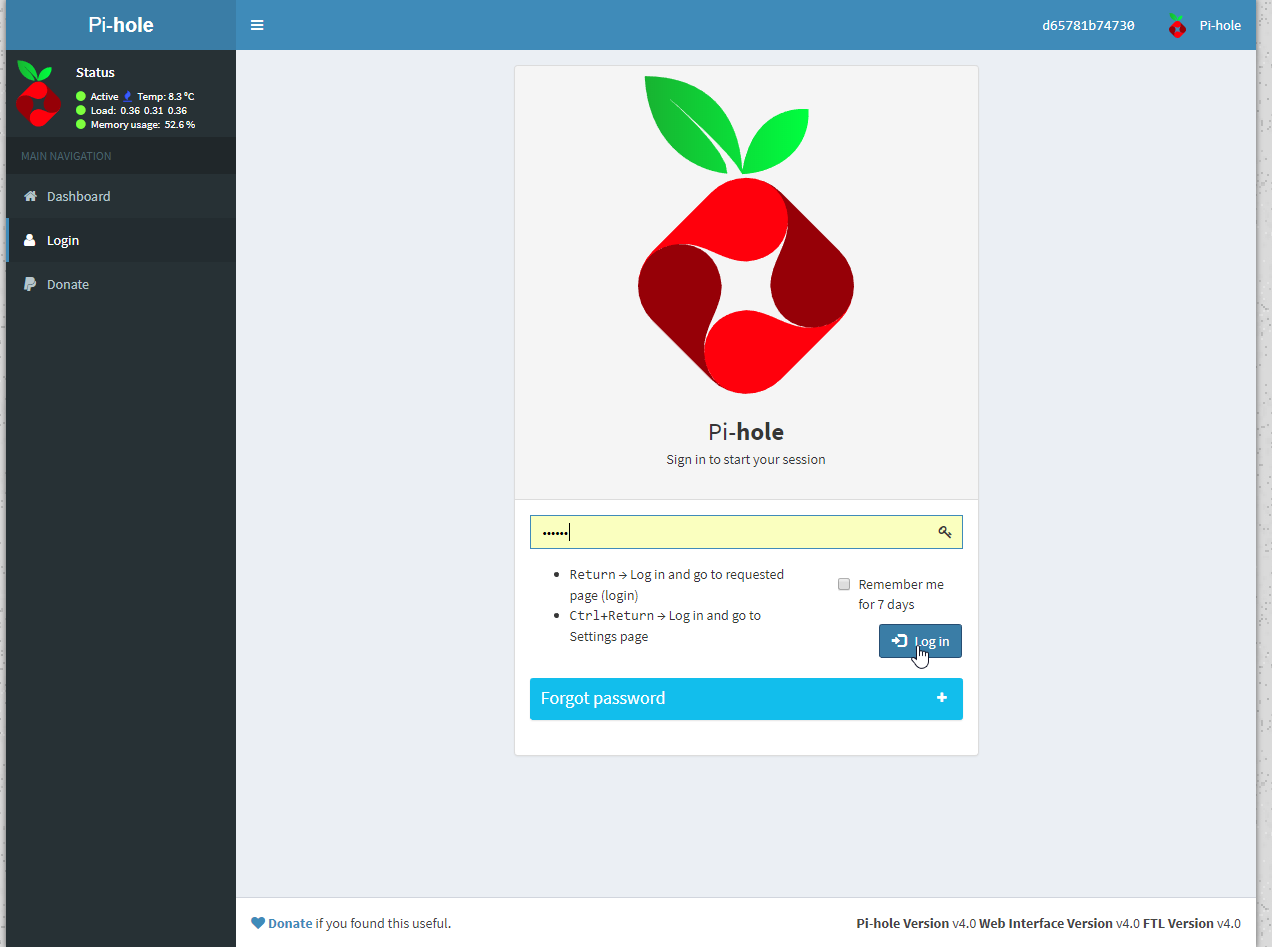 Pi-hole
d65781b74730
Pi-hole
Status
Active Temp: 8.3 °C
Load: 0.36 0.31 0.36
Memory usage: 52.6 %
MAIN NAVIGATION
Dashboard
Login
Donate
Pi-hole
Sign in to start your session
••••••
Return → Log in and go to requested
page (login)
Ctrl+Return → Log in and go to
Settings page
Remember me
for 7 days
Log in
Forgot password
Donate if you found this useful.
Pi-hole Version v4.0 Web Interface Version v4.0 FTL Version v4.0